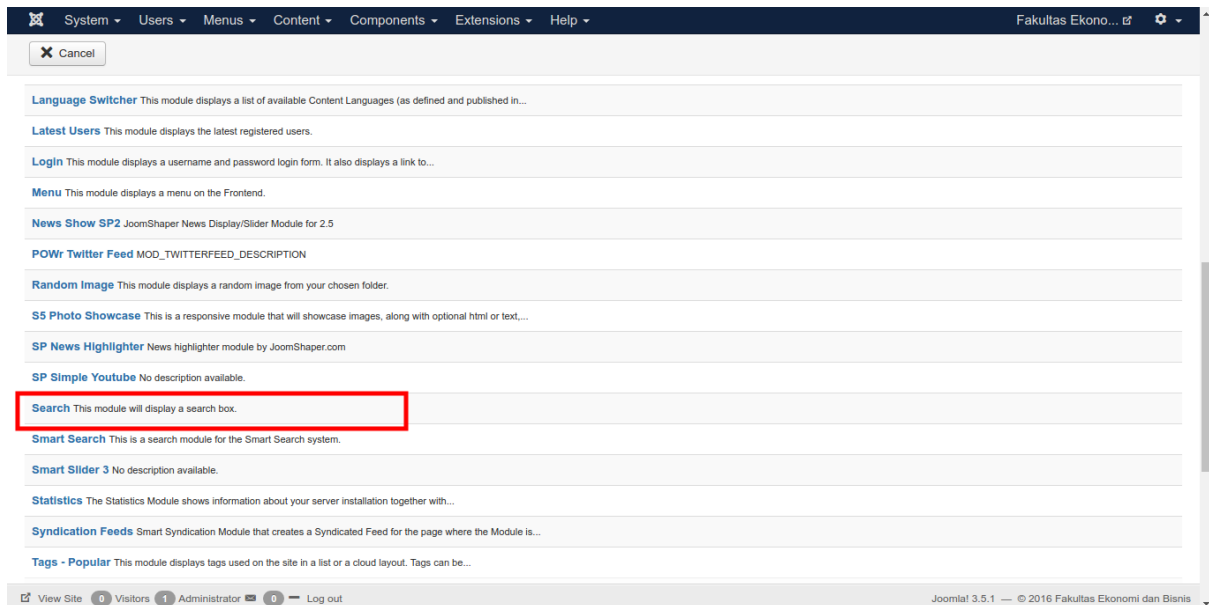 System Users Menus Content Components Extensions Help Fakultas Ekono...
Cancel
Language Switcher This module displays a list of available Content Languages (as defined and published in...
Latest Users This module displays the latest registered users.
Login This module displays a username and password login form. It also displays a link to...
Menu This module displays a menu on the Frontend.
News Show SP2 JoomShaper News Display/Slider Module for 2.5
POWr Twitter Feed MOD_TWITTERFEED_DESCRIPTION
Random Image This module displays a random image from your chosen folder.
S5 Photo Showcase This is a responsive module that will showcase images, along with optional html or text,...
SP News Highlighter News highlighter module by JoomShaper.com
SP Simple Youtube No description available.
Search This module will display a search box.
Smart Search This is a search module for the Smart Search system.
Smart Slider 3 No description available.
Statistics The Statistics Module shows information about your server installation together with...
Syndication Feeds Smart Syndication Module that creates a Syndicated Feed for the page where the Module is...
Tags - Popular This module displays tags used on the site in a list or a cloud layout. Tags can be...
View Site 0 Visitors 1 Administrator 0 Log out Joomla! 3.5.1 — © 2016 Fakultas Ekonomi dan Bisnis